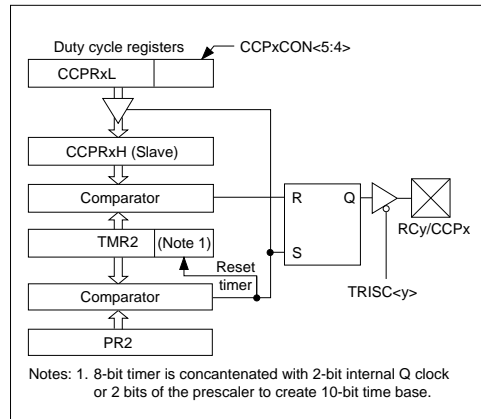 Duty cycle registers
CCPxCON<5:4>
CCPRxL
CCPRxH (Slave)
Comparator
R
Q
RCy/CCPx
TMR2
(Note 1)
S
Reset
timer
TRISC<y>
Comparator
PR2
Notes: 1. 8-bit timer is concantenated with 2-bit internal Q clock
or 2 bits of the prescaler to create 10-bit time base.